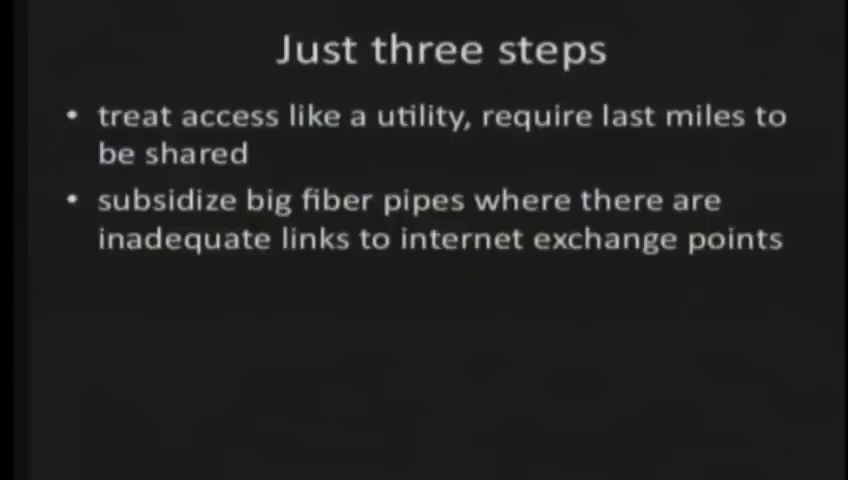 Just three steps
• treat access like a utility, require last miles to
be shared
• subsidize big fiber pipes where there are
inadequate links to internet exchange points